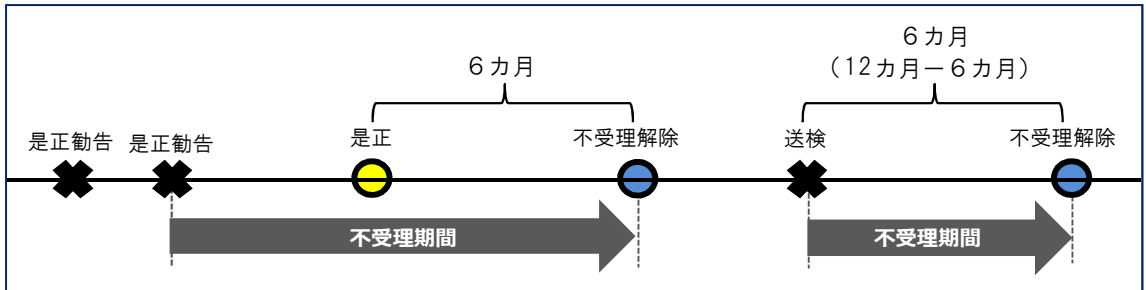 6カ月
(12カ月－6カ月)
6カ月
是正勧告
是正勧告
是正
不受理解除
送検
不受理解除
不受理期間
不受理期間